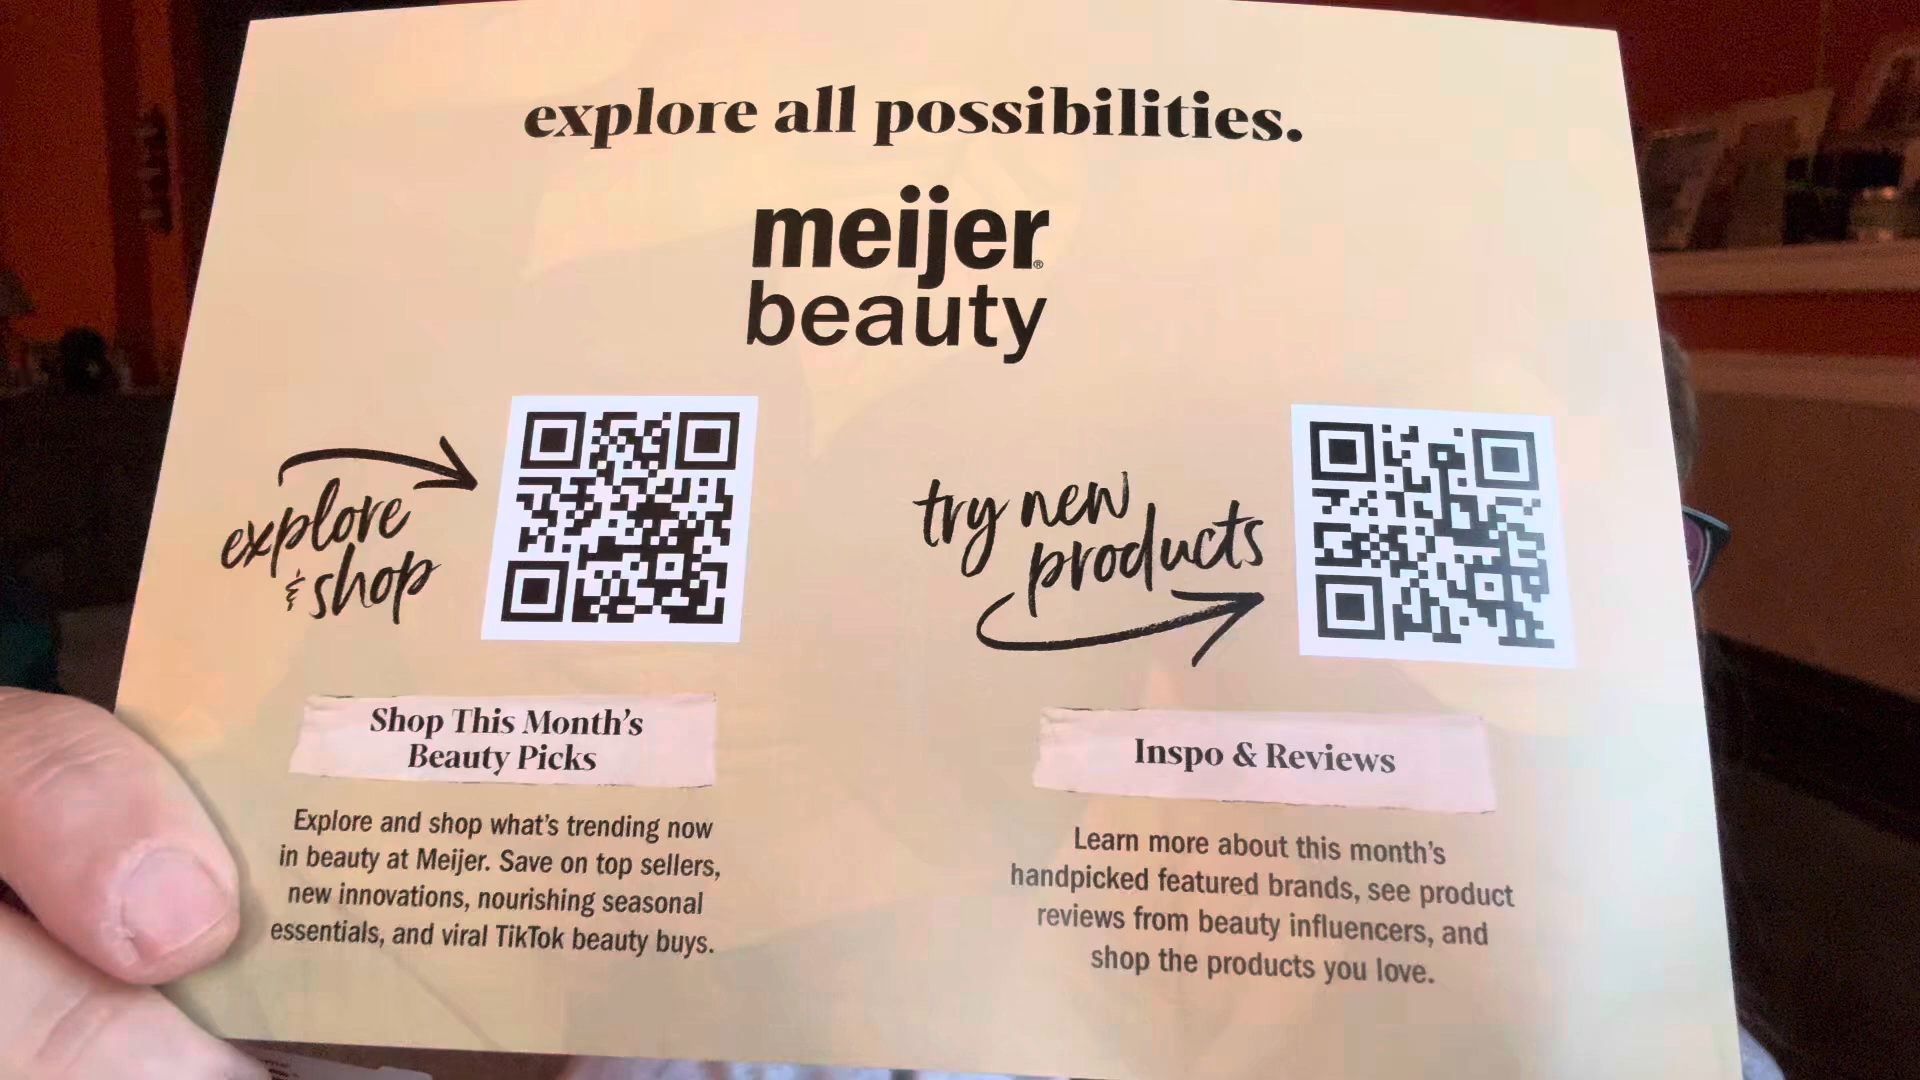 explore all possibilities.
meijer®
beauty
explore
& shop
try new
products
Shop This Month's
Beauty Picks
Explore and shop what's trending now
in beauty at Meijer. Save on top sellers,
new innovations, nourishing seasonal
essentials, and viral TikTok beauty buys.
Inspo & Reviews
Learn more about this month's
handpicked featured brands, see product
reviews from beauty influencers, and
shop the products you love.